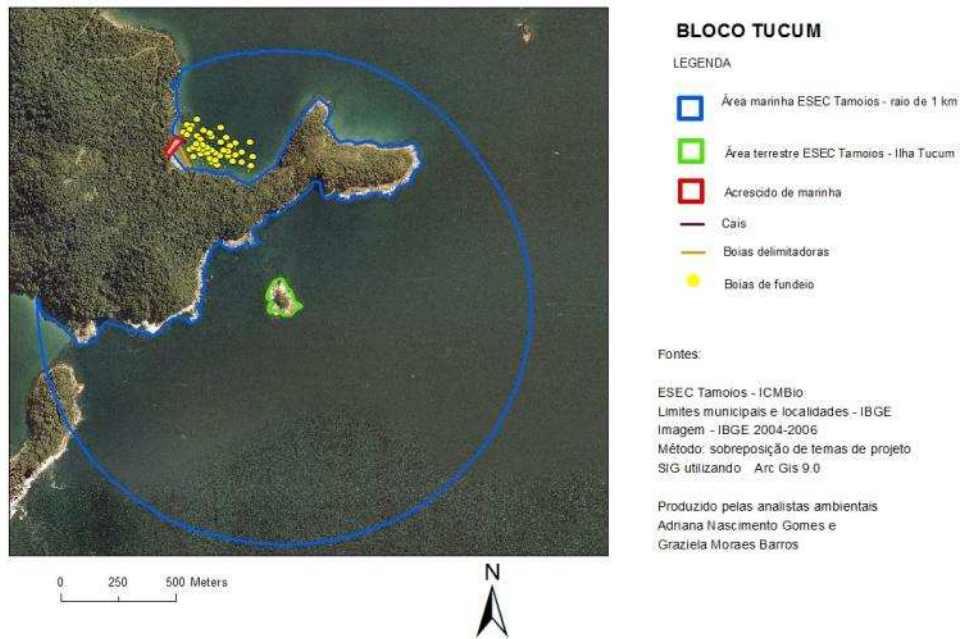 BLOCO TUCUM
LEGENDA
Área marinha ESEC Tamoios - raio de 1 km
Área terrestre ESEC Tamoios - Ilha Tucum
Acrescido de marinha
Cais
Boias delimitadoras
Boias de fundeio
Fontes:
ESEC Tamoios - ICMBio
Limites municipais e localidades - IBGE
Imagem - IBGE 2004-2006
Método: sobreposição de temas de projeto
SIG utilizando Arc Gis 9.0
Produzido pelas analistas ambientais
Adriana Nascimento Gomes e
Graziela Moraes Barros
0 250 500 Meters
N